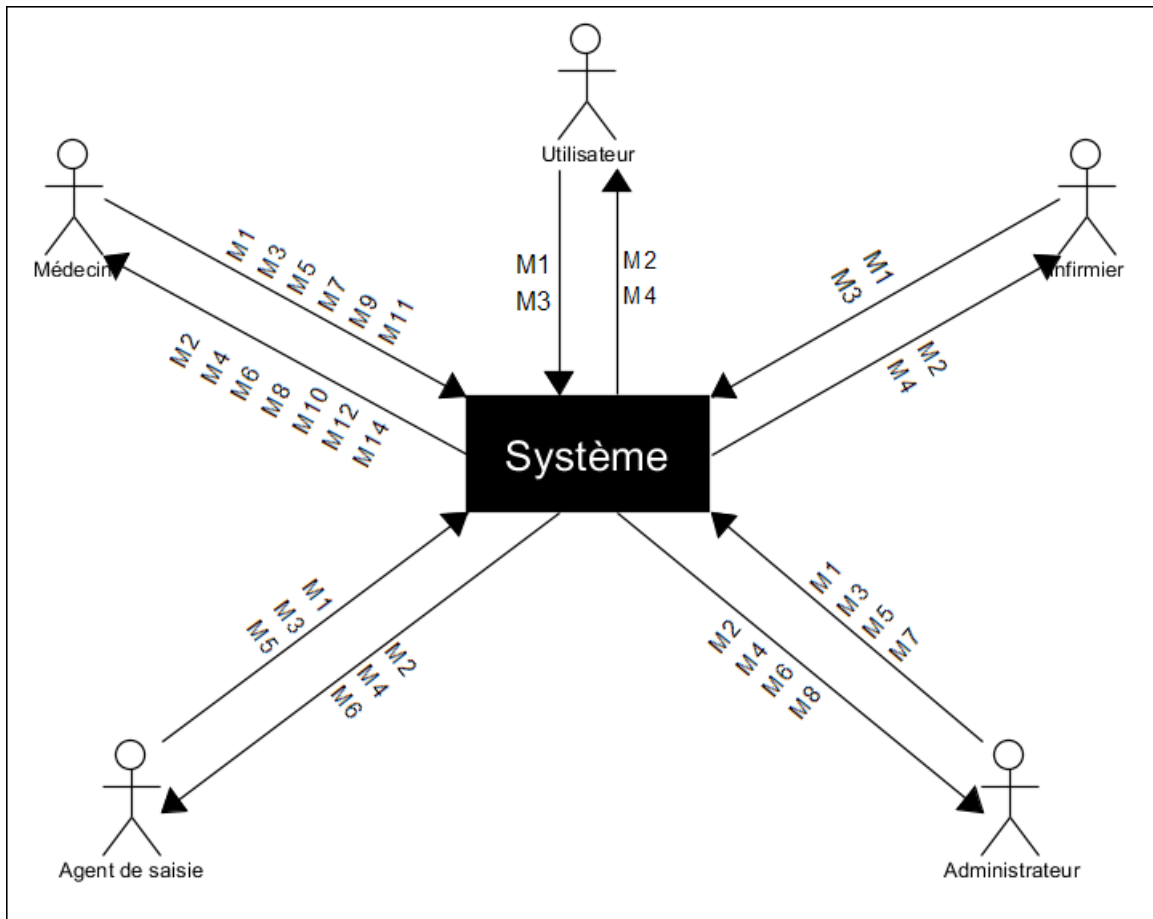 Utilisateur
Médecin
Infirmier
M1
M3
M5
M7
M9
M11
M2
M4
M6
M8
M10
M12
M14
M1
M3
M2
M4
M1
M3
M2
M4
Système
M1
M3
M5
M2
M4
M6
M1
M3
M5
M7
M2
M4
M6
M8
Agent de saisie
Administrateur